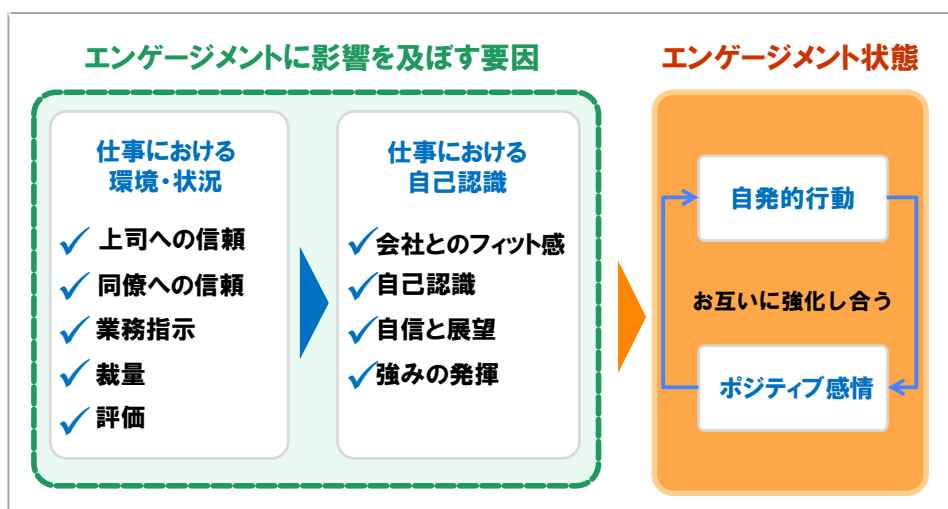 エンゲージメントに影響を及ぼす要因
エンゲージメント状態
仕事における
環境・状況
上司への信頼
同僚への信頼
業務指示
裁量
評価
仕事における
自己認識
会社とのフィット感
自己認識
自信と展望
強みの発揮
自発的行動
お互いに強化し合う
ポジティブ感情